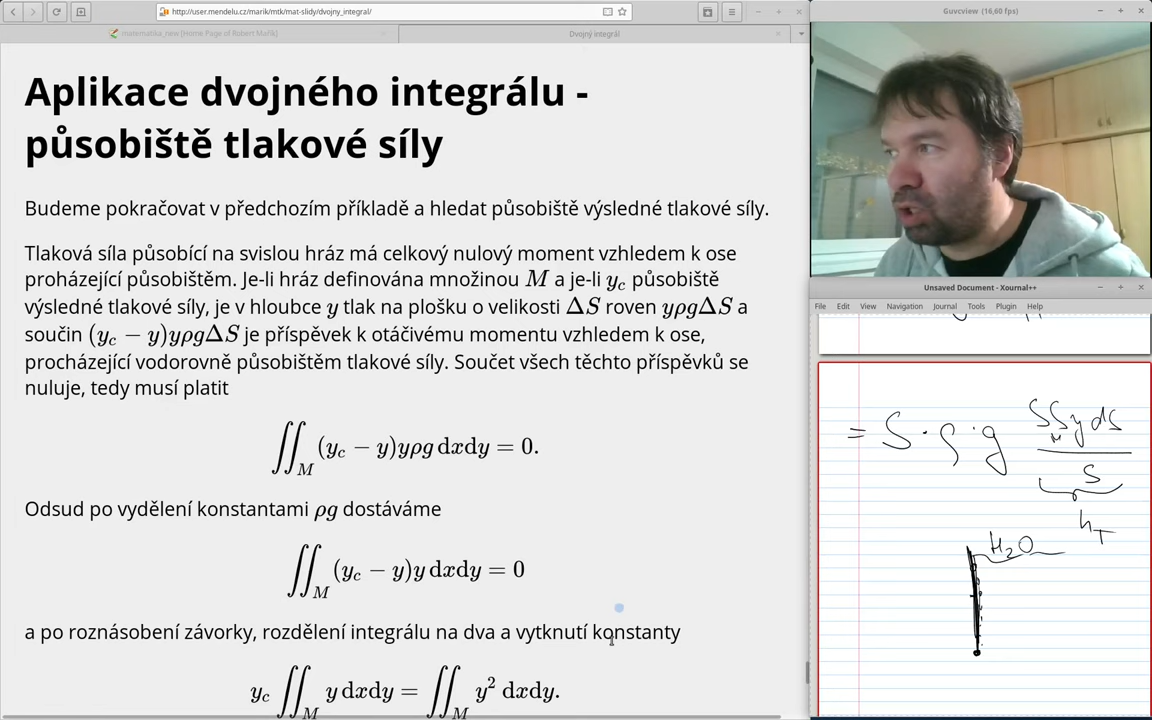 http://user.mendelu.cz/marik/mtk/mat-slidy/dvojny_integral/
matematika_new [Home Page of Robert Mařík]
Dvojný integrál
Aplikace dvojného integrálu -
působiště tlakové síly
Budeme pokračovat v předchozím příkladě a hledat působiště výsledné tlakové síly.
Tlaková síla působící na svislou hráz má celkový nulový moment vzhledem k ose
proházející působištěm. Je-li hráz definována množinou M a je-li y_c působiště
výsledné tlakové síly, je v hloubce y tlak na plošku o velikosti ΔS roven yρgΔS a
součin (y_c − y)yρgΔS je příspěvek k otáčivému momentu vzhledem k ose,
procházející vodorovně působištěm tlakové síly. Součet všech těchto příspěvků se
nuluje, tedy musí platit
∬_M (y_c − y)yρg dxdy = 0.
Odsud po vydělení konstantami ρg dostáváme
∬_M (y_c − y)y dxdy = 0
a po roznásobení závorky, rozdělení integrálu na dva a vytknutí konstanty
y_c ∬_M y dxdy = ∬_M y² dxdy.
Guvcview (16,60 fps)
Unsaved Document - Xournal++
File Edit View Navigation Journal Tools Plugin Help
= S · ρ · g ∬_M y dS / S
h_T
H₂O